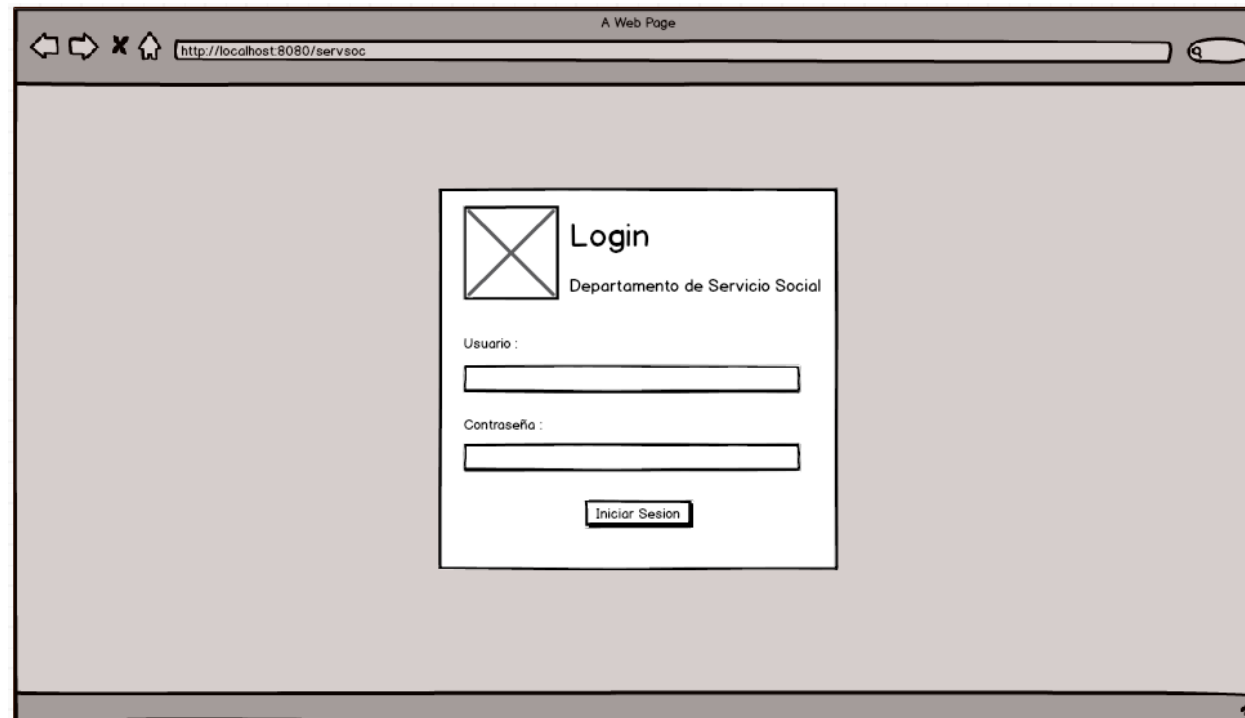 A Web Page
http://localhost:8080/servsoc
Login
Departamento de Servicio Social
Usuario :
Contraseña :
Iniciar Sesion